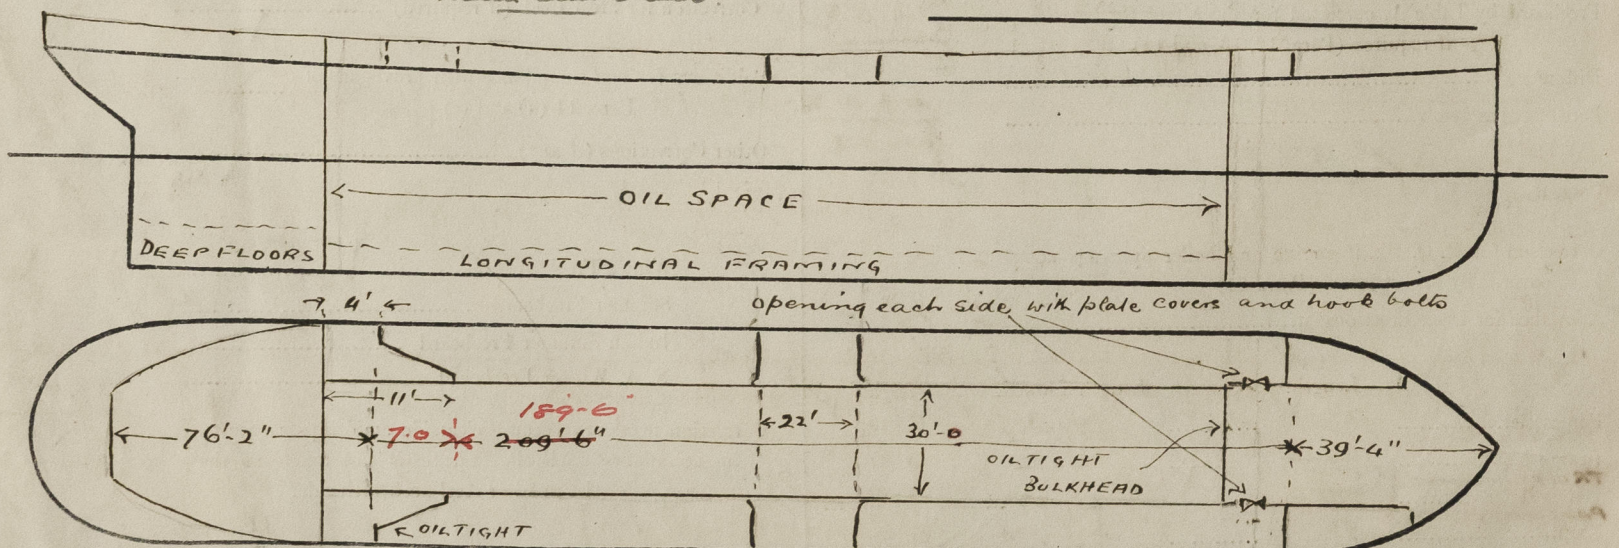 OIL SPACE
DEEP FLOORS
LONGITUDINAL FRAMING
4'
opening each side with plate covers and hook bolts
11'
189-6"
76'-2"
7.0
209'6"
22'
30'-0
39'-4"
OILTIGHT
BULKHEAD
OILTIGHT